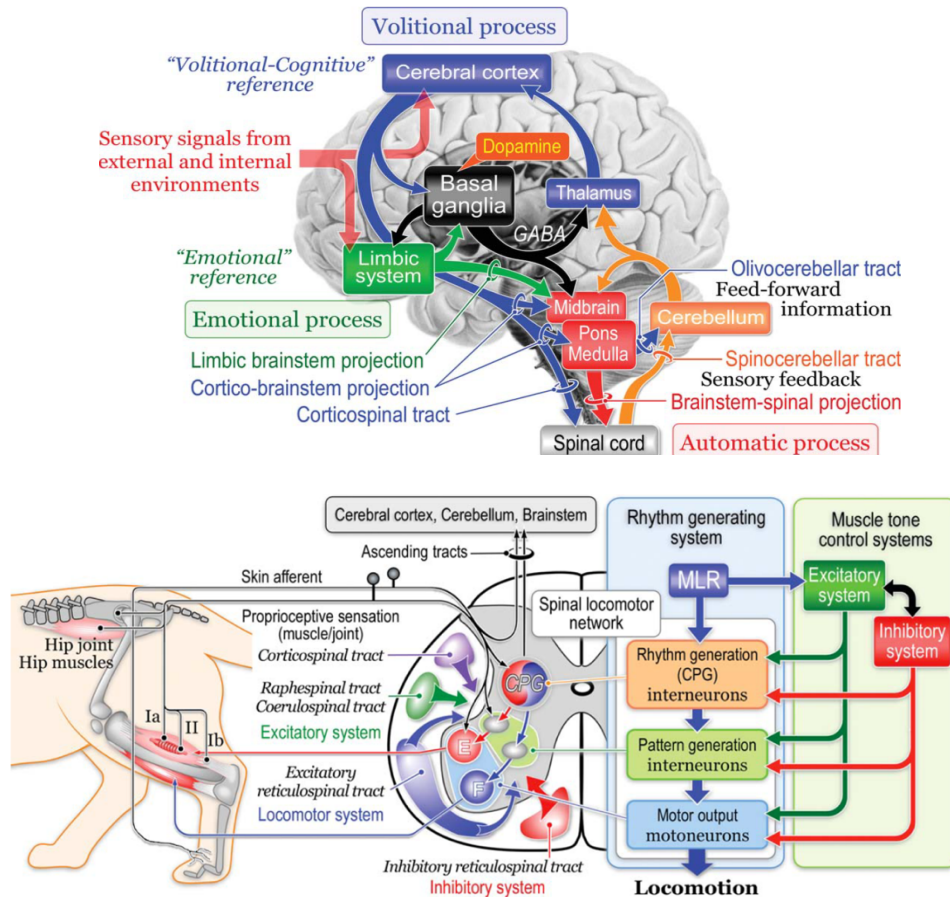 Volitional process
“Volitional-Cognitive”
reference
Cerebral cortex
Sensory signals from
external and internal
environments
Dopamine
Basal
ganglia
Thalamus
GABA
“Emotional”
reference
Limbic
system
Emotional process
Midbrain
Pons
Medulla
Cerebellum
Olivocerebellar tract
Feed-forward
information
Limbic brainstem projection
Cortico-brainstem projection
Corticospinal tract
Spinocerebellar tract
Sensory feedback
Brainstem-spinal projection
Spinal cord
Automatic process
Cerebral cortex, Cerebellum, Brainstem
Ascending tracts
Skin afferent
Proprioceptive sensation
(muscle/joint)
Hip joint
Hip muscles
Ia
II
Ib
Corticospinal tract
Raphespinal tract
Coerulospinal tract
Excitatory system
Excitatory
reticulospinal tract
Locomotor system
Inhibitory reticulospinal tract
Inhibitory system
CPG
E
F
Spinal locomotor
network
Rhythm generating
system
MLR
Rhythm generation
(CPG)
interneurons
Pattern generation
interneurons
Motor output
motoneurons
Locomotion
Muscle tone
control systems
Excitatory
system
Inhibitory
system